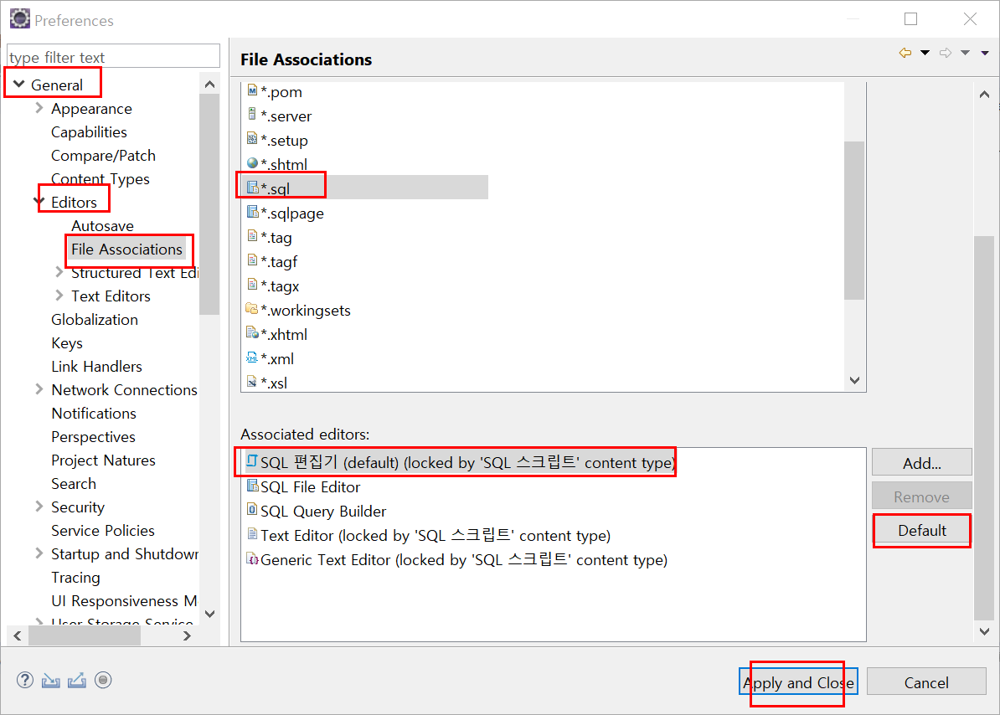 Preferences
type filter text
General
Appearance
Capabilities
Compare/Patch
Content Types
Editors
Autosave
File Associations
Structured Text Edi
Text Editors
Globalization
Keys
Link Handlers
Network Connections
Notifications
Perspectives
Project Natures
Search
Security
Service Policies
Startup and Shutdown
Tracing
UI Responsiveness M
User Storage Service
File Associations
*.pom
*.server
*.setup
*.shtml
*.sql
*.sqlpage
*.tag
*.tagf
*.tagx
*.workingsets
*.xhtml
*.xml
*.xsl
Associated editors:
SQL 편집기 (default) (locked by 'SQL 스크립트' content type)
SQL File Editor
SQL Query Builder
Text Editor (locked by 'SQL 스크립트' content type)
Generic Text Editor (locked by 'SQL 스크립트' content type)
Add...
Remove
Default
Apply and Close
Cancel